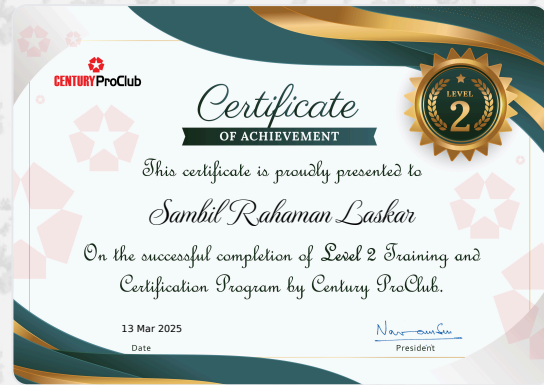 CENTURY ProClub
LEVEL
2
Certificate
OF ACHIEVEMENT
This certificate is proudly presented to
Sambil Rahaman Laskar
On the successful completion of Level 2 Training and
Certification Program by Century ProClub.
13 Mar 2025
Date
President